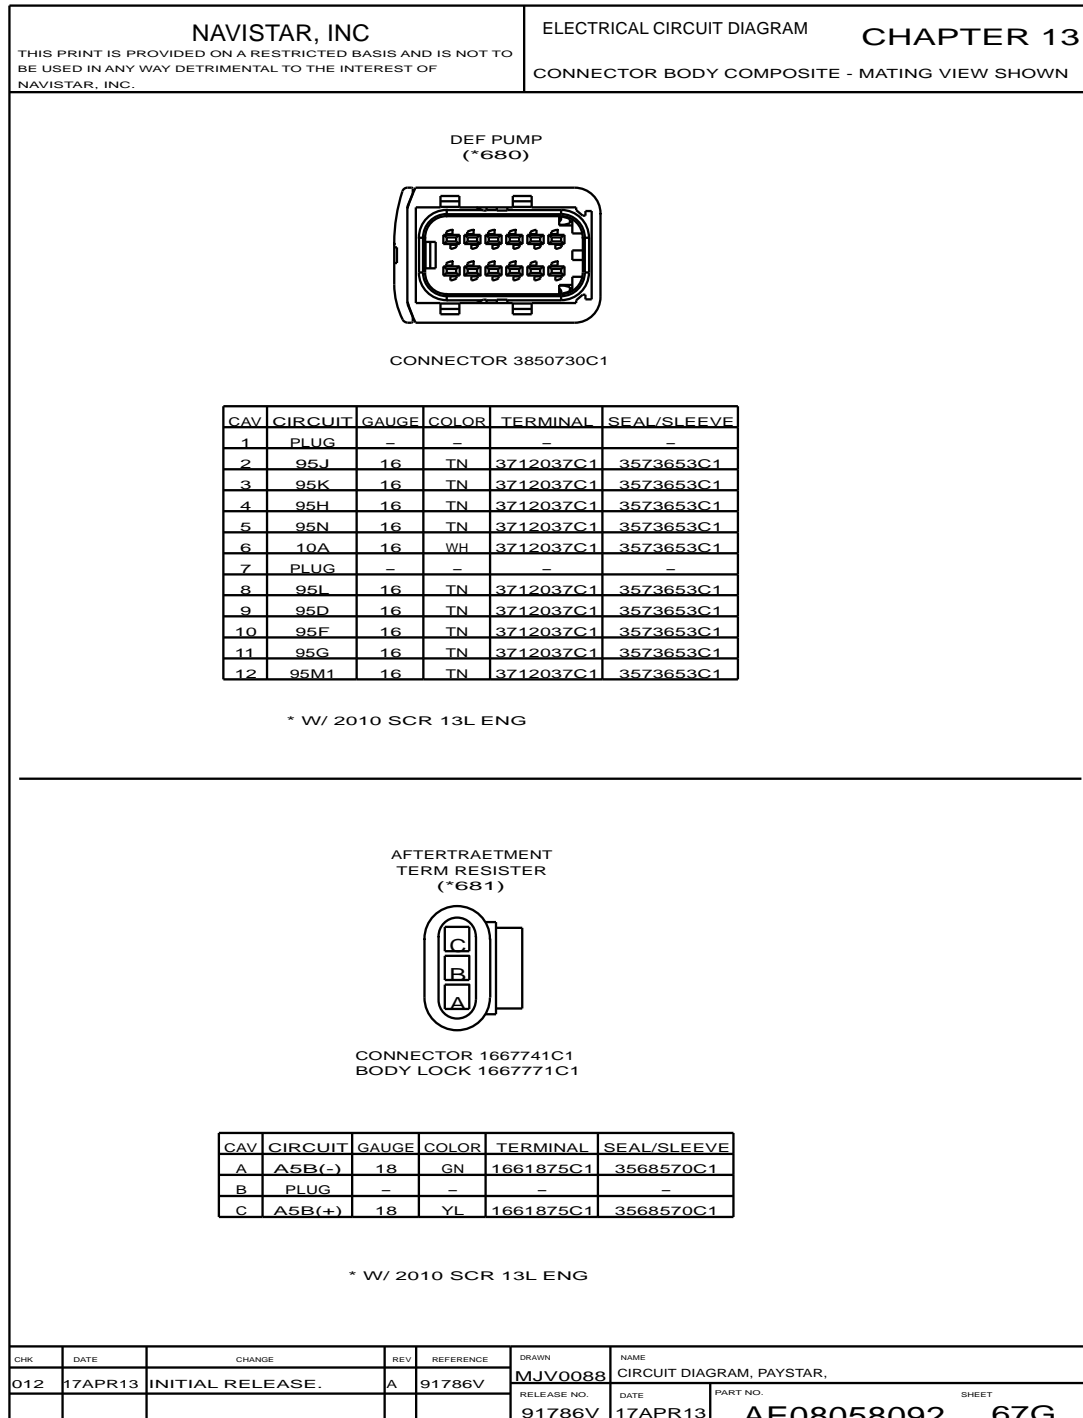 NAVISTAR, INC
THIS PRINT IS PROVIDED ON A RESTRICTED BASIS AND IS NOT TO
BE USED IN ANY WAY DETRIMENTAL TO THE INTEREST OF
NAVISTAR, INC.
ELECTRICAL CIRCUIT DIAGRAM CHAPTER 13
CONNECTOR BODY COMPOSITE - MATING VIEW SHOWN
DEF PUMP
(*680)
CONNECTOR 3850730C1
CAV CIRCUIT GAUGE COLOR TERMINAL SEAL/SLEEVE
1 PLUG – – – –
2 95J 16 TN 3712037C1 3573653C1
3 95K 16 TN 3712037C1 3573653C1
4 95H 16 TN 3712037C1 3573653C1
5 95N 16 TN 3712037C1 3573653C1
6 10A 16 WH 3712037C1 3573653C1
7 PLUG – – – –
8 95L 16 TN 3712037C1 3573653C1
9 95D 16 TN 3712037C1 3573653C1
10 95F 16 TN 3712037C1 3573653C1
11 95G 16 TN 3712037C1 3573653C1
12 95M1 16 TN 3712037C1 3573653C1
* W/ 2010 SCR 13L ENG
AFTERTRAETMENT
TERM RESISTER
(*681)
C
B
A
CONNECTOR 1667741C1
BODY LOCK 1667771C1
CAV CIRCUIT GAUGE COLOR TERMINAL SEAL/SLEEVE
A A5B(-) 18 GN 1661875C1 3568570C1
B PLUG – – – –
C A5B(+) 18 YL 1661875C1 3568570C1
* W/ 2010 SCR 13L ENG
CHK DATE CHANGE REV REFERENCE DRAWN NAME
012 17APR13 INITIAL RELEASE. A 91786V MJV0088 CIRCUIT DIAGRAM, PAYSTAR,
RELEASE NO. DATE PART NO. SHEET
91786V 17APR13 AE08058092 67G